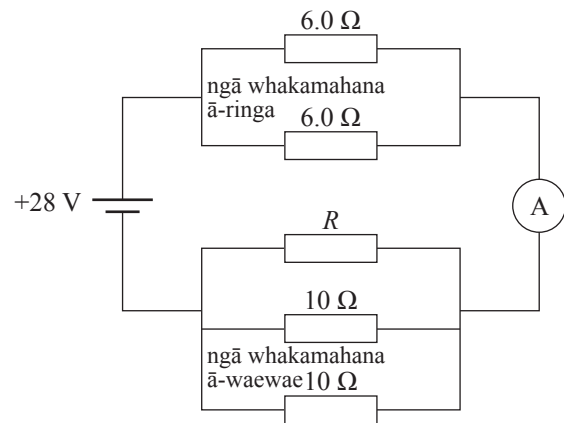 6.0 Ω
ngā whakamahana
ā-ringa
6.0 Ω
+28 V
A
R
10 Ω
ngā whakamahana
ā-waewae
10 Ω